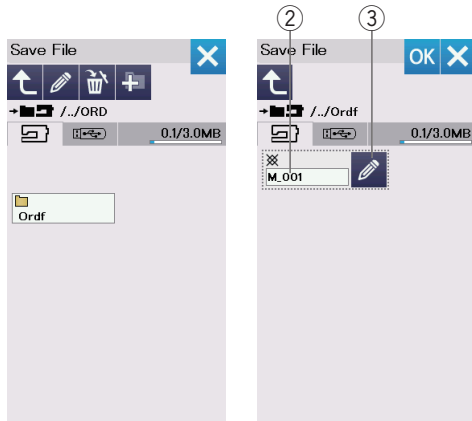 ② ③
Save File
/../ORD
0.1/3.0MB
Ordf
Save File
OK
/../Ordf
0.1/3.0MB
M_001